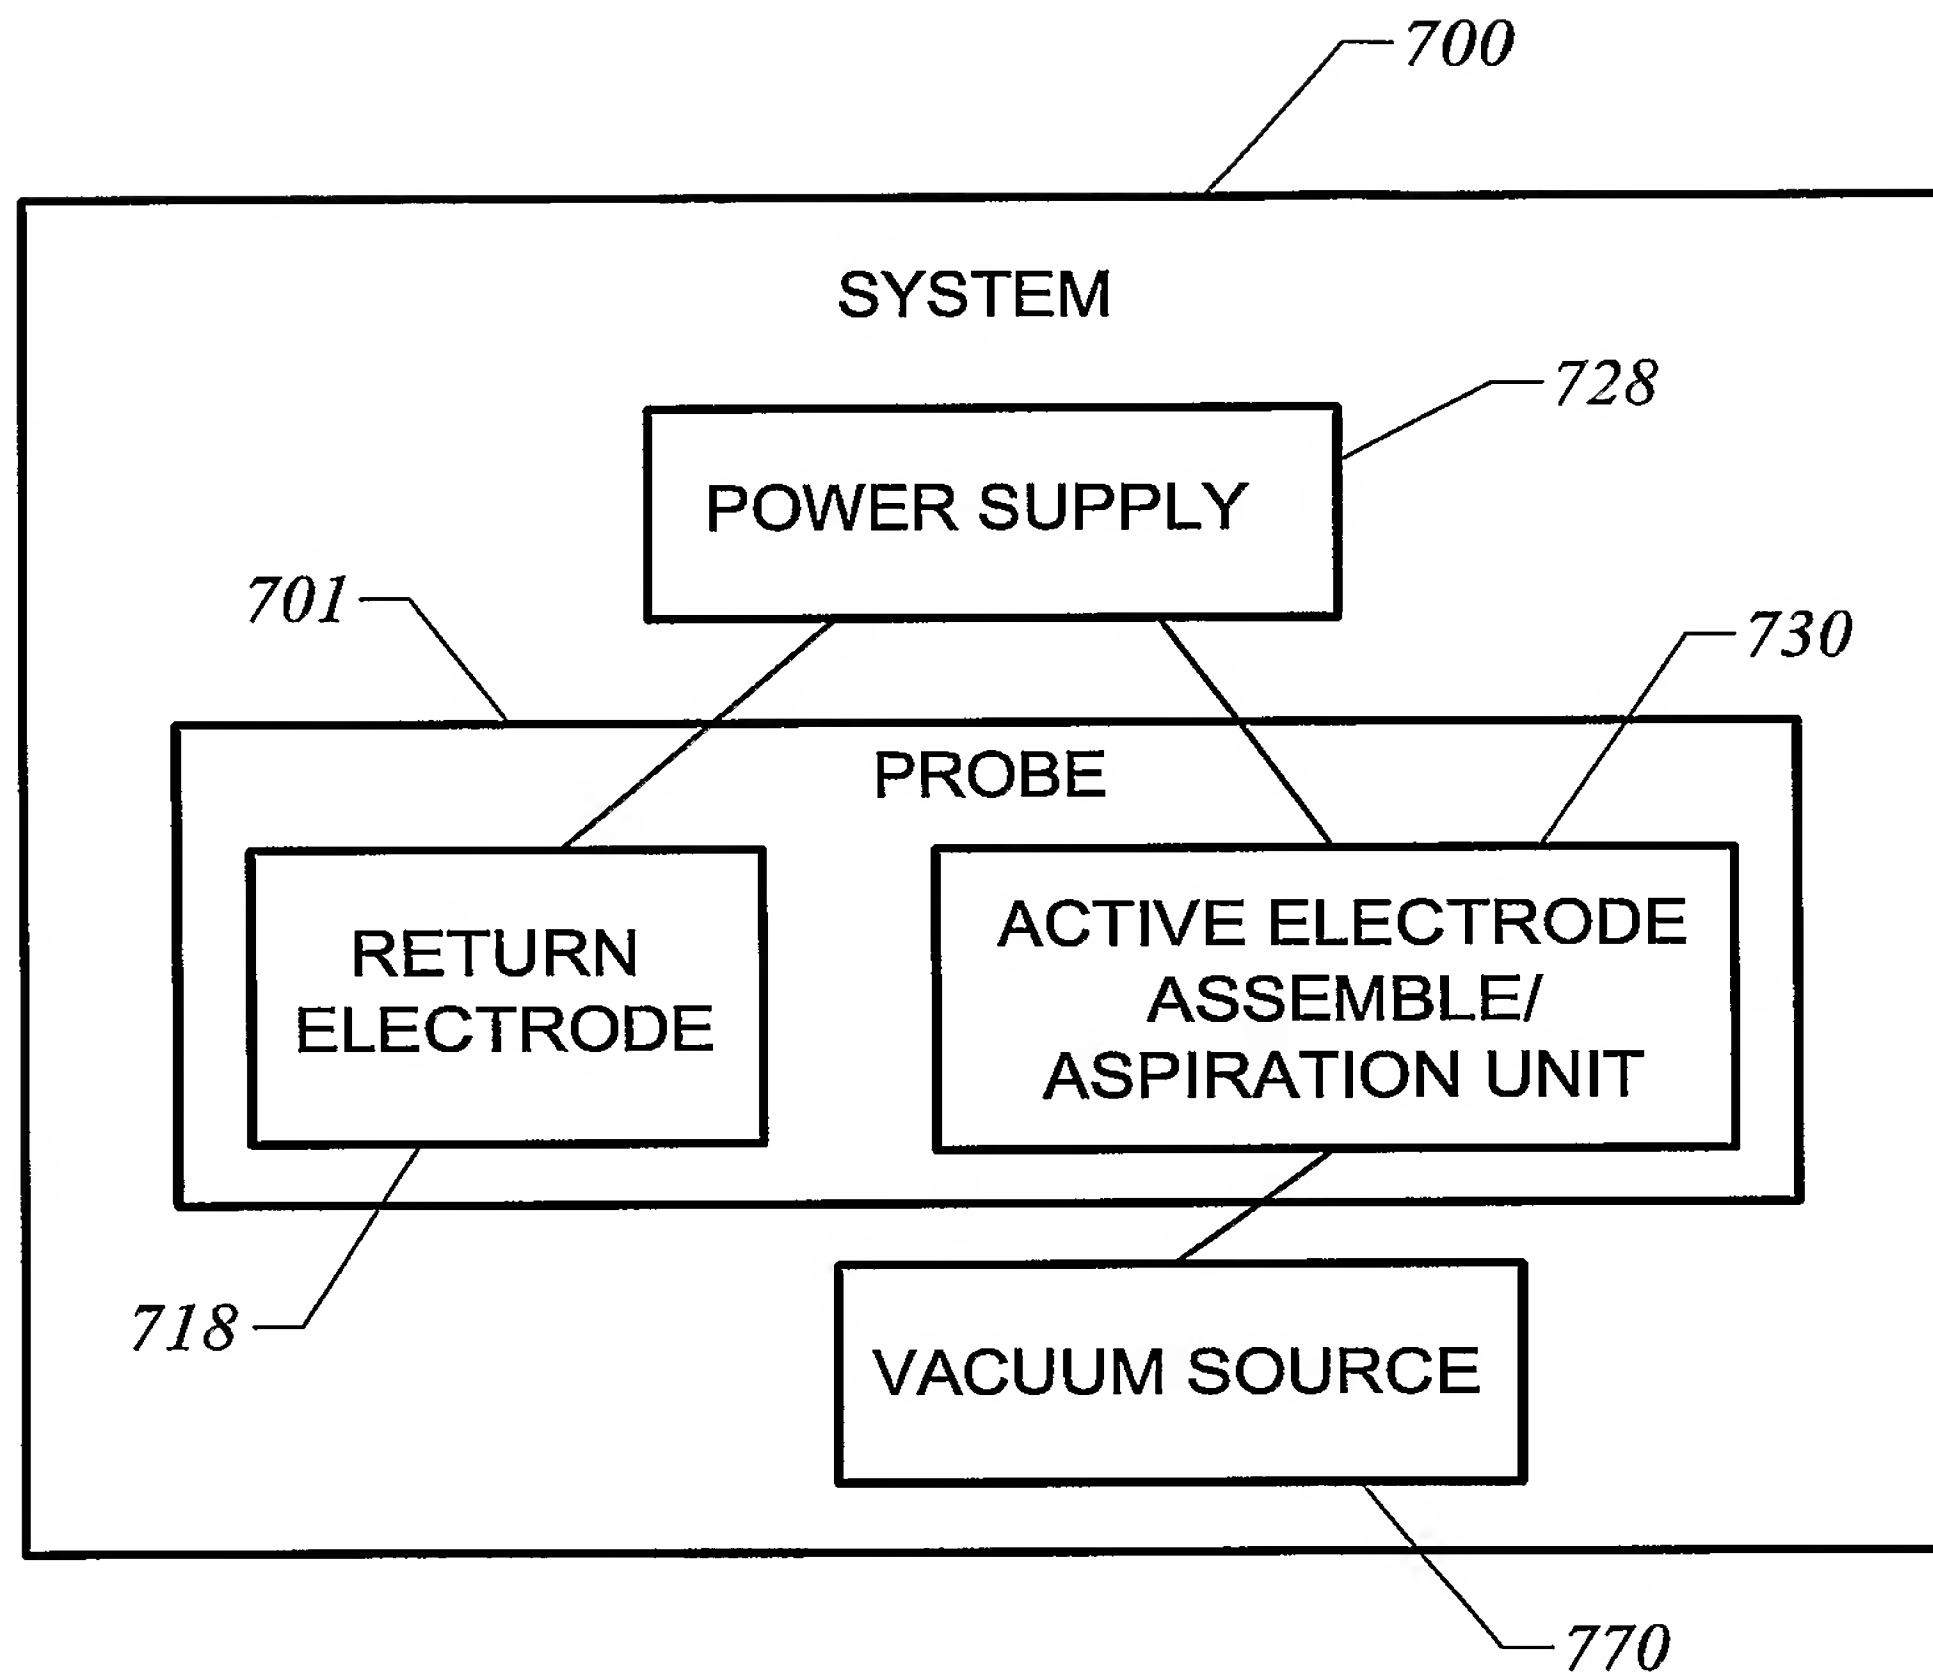 700
SYSTEM
728
POWER SUPPLY
701
730
PROBE
RETURN
ELECTRODE
ACTIVE ELECTRODE
ASSEMBLE/
ASPIRATION UNIT
718
VACUUM SOURCE
770